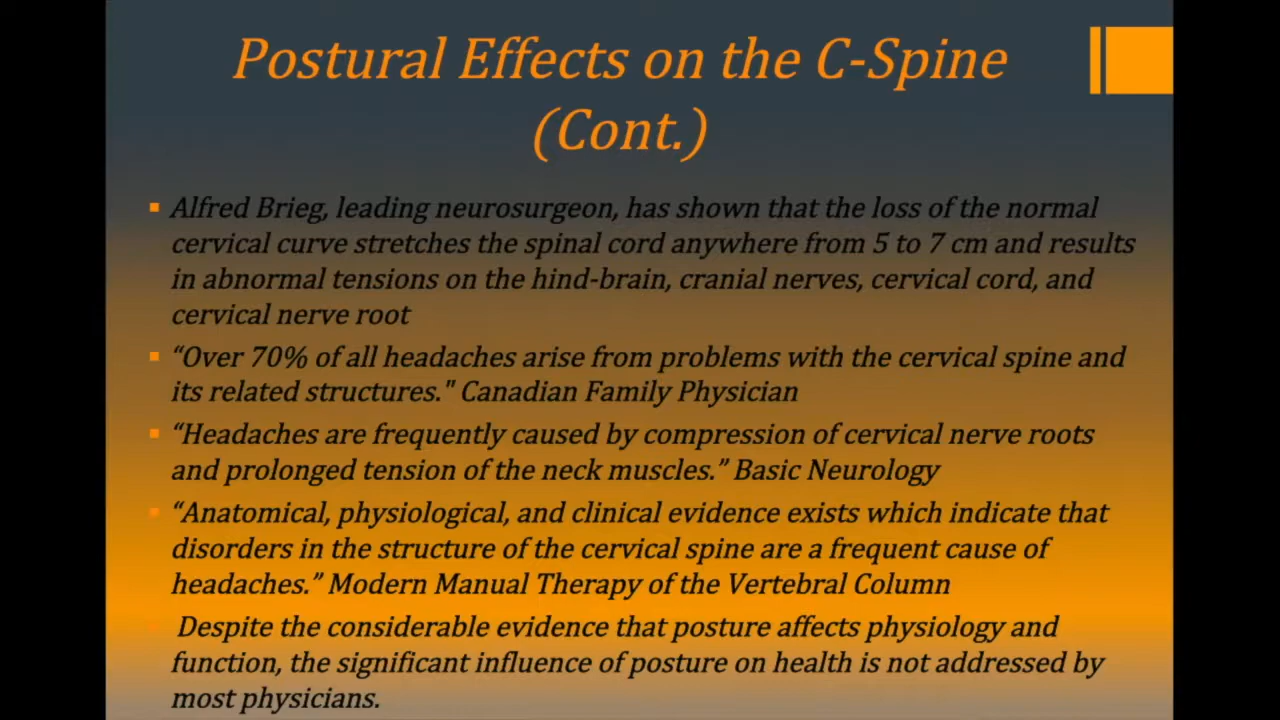 Postural Effects on the C-Spine
(Cont.)
▪ Alfred Brieg, leading neurosurgeon, has shown that the loss of the normal
cervical curve stretches the spinal cord anywhere from 5 to 7 cm and results
in abnormal tensions on the hind-brain, cranial nerves, cervical cord, and
cervical nerve root
▪ “Over 70% of all headaches arise from problems with the cervical spine and
its related structures." Canadian Family Physician
▪ “Headaches are frequently caused by compression of cervical nerve roots
and prolonged tension of the neck muscles.” Basic Neurology
▪ “Anatomical, physiological, and clinical evidence exists which indicate that
disorders in the structure of the cervical spine are a frequent cause of
headaches.” Modern Manual Therapy of the Vertebral Column
▪ Despite the considerable evidence that posture affects physiology and
function, the significant influence of posture on health is not addressed by
most physicians.